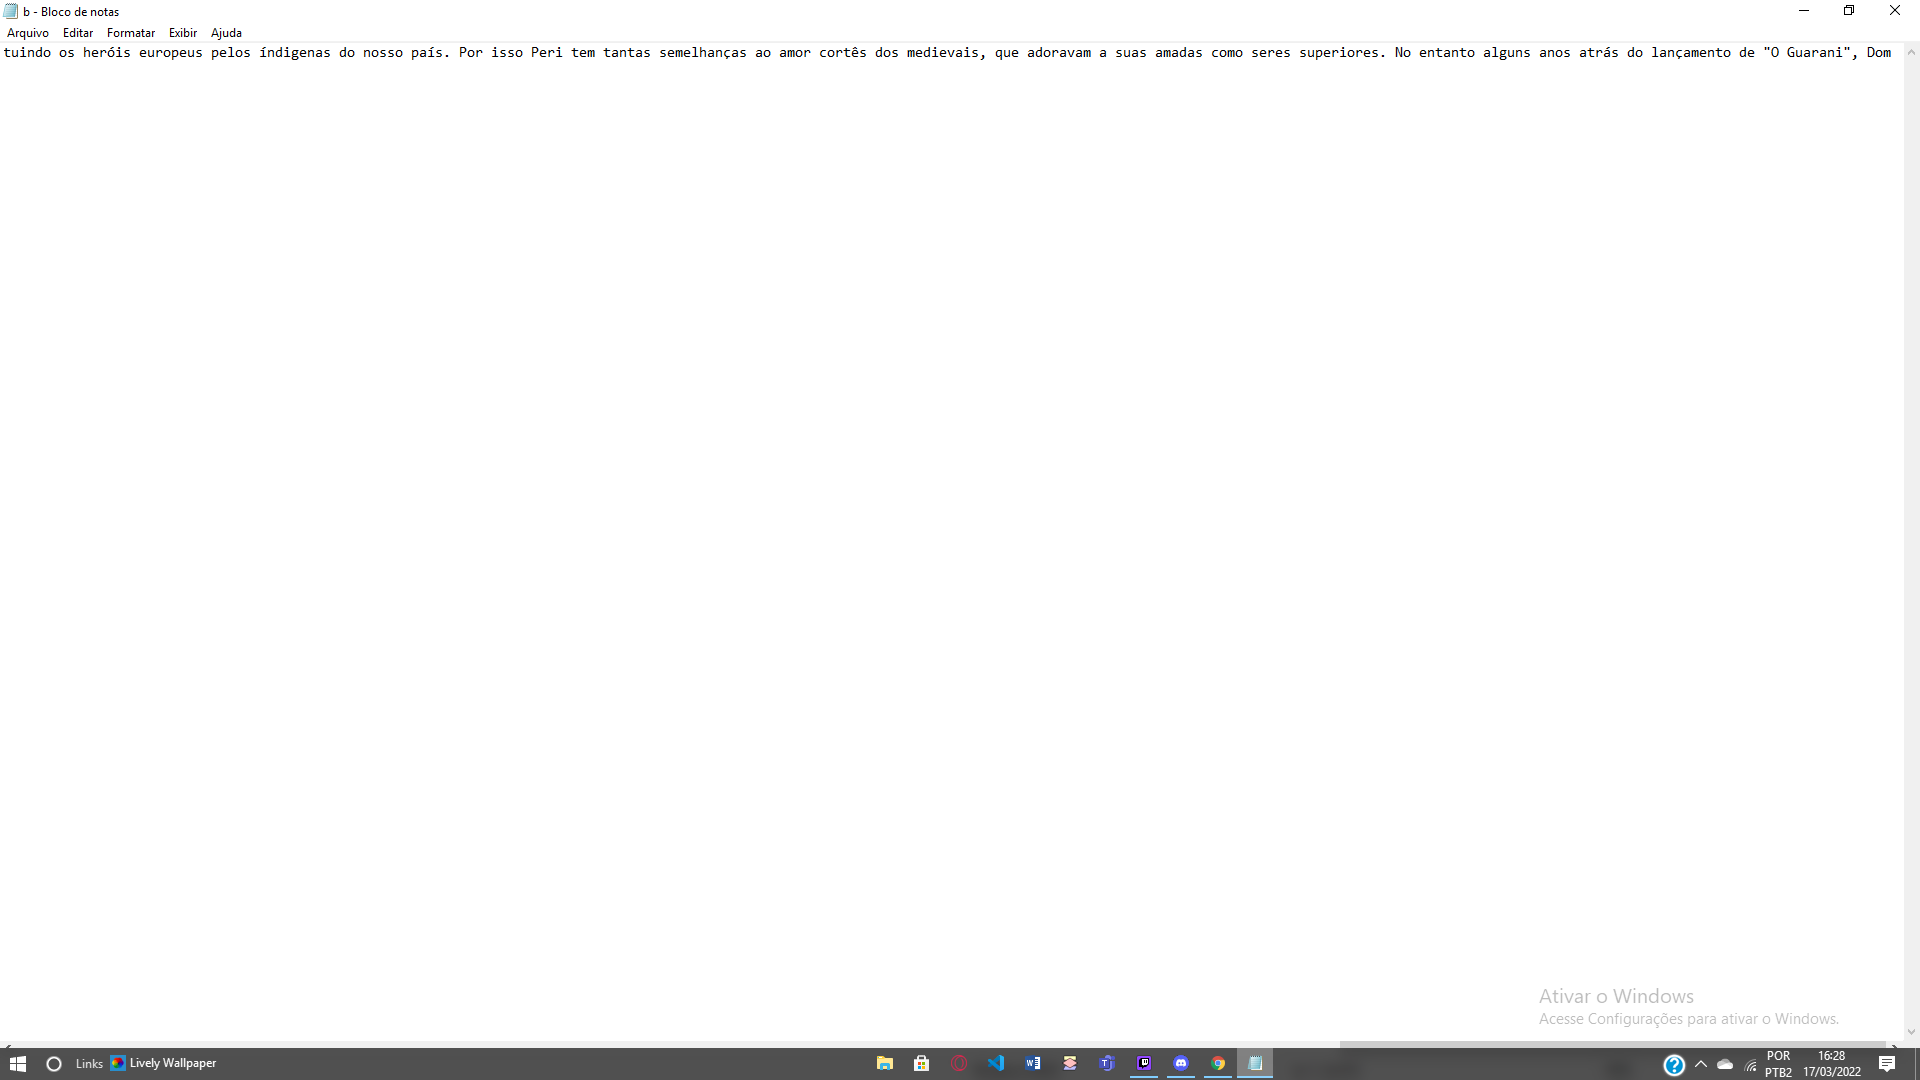 b - Bloco de notas
Arquivo Editar Formatar Exibir Ajuda
tuindo os heróis europeus pelos índigenas do nosso país. Por isso Peri tem tantas semelhanças ao amor cortês dos medievais, que adoravam a suas amadas como seres superiores. No entanto alguns anos atrás do lançamento de "O Guarani", Dom
Ativar o Windows
Acesse Configurações para ativar o Windows.
Links Lively Wallpaper
POR
PTB2
16:28
17/03/2022